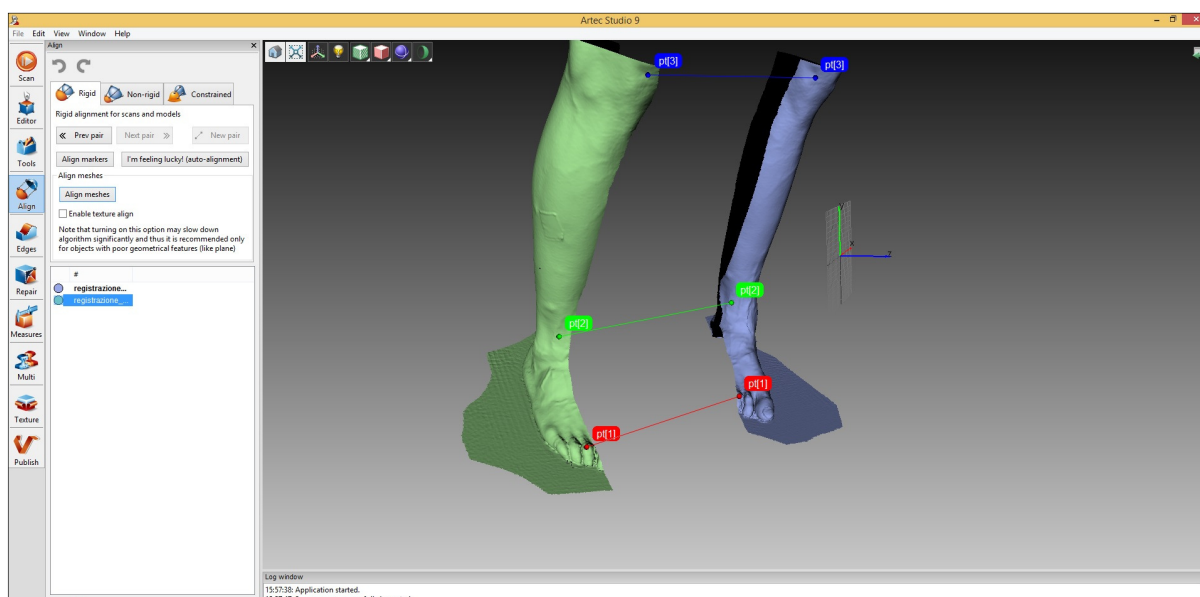 Artec Studio 9
File Edit View Window Help
Align
Scan
Editor
Tools
Align
Edges
Repair
Measures
Multi
Texture
Publish
Rigid Non-rigid Constrained
Rigid alignment for scans and models
Prev pair Next pair New pair
Align markers I'm feeling lucky! (auto-alignment)
Align meshes
Align meshes
Enable texture align
Note that turning on this option may slow down
algorithm significantly and thus it is recommended only
for objects with poor geometrical features (like plane)
#
registrazione...
registrazione_...
pt[3] pt[3]
pt[2]
pt[2]
pt[1]
pt[1]
Y
X
Z
Log window
15:57:38: Application started.